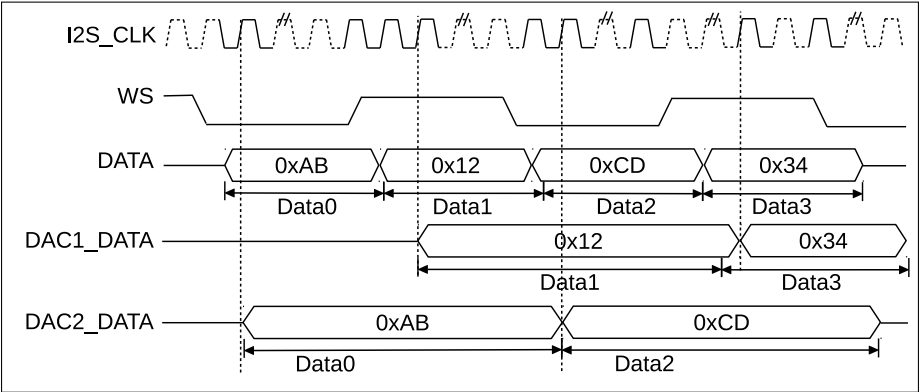 I2S_CLK
WS
DATA 0xAB 0x12 0xCD 0x34
Data0 Data1 Data2 Data3
DAC1_DATA 0x12 0x34
Data1 Data3
DAC2_DATA 0xAB 0xCD
Data0 Data2